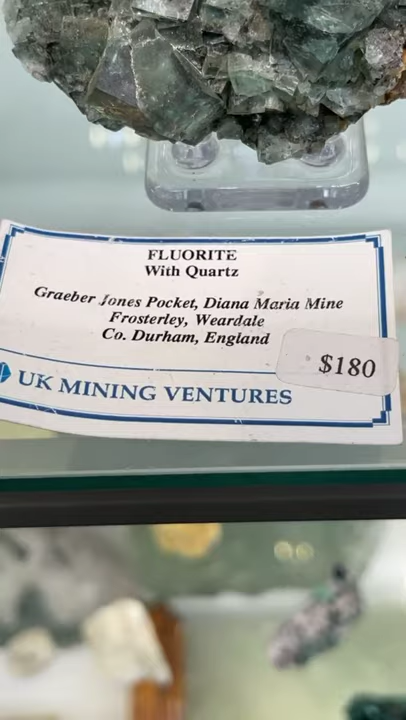 FLUORITE
With Quartz
Graeber Jones Pocket, Diana Maria Mine
Frosterley, Weardale
Co. Durham, England
$180
UK MINING VENTURES